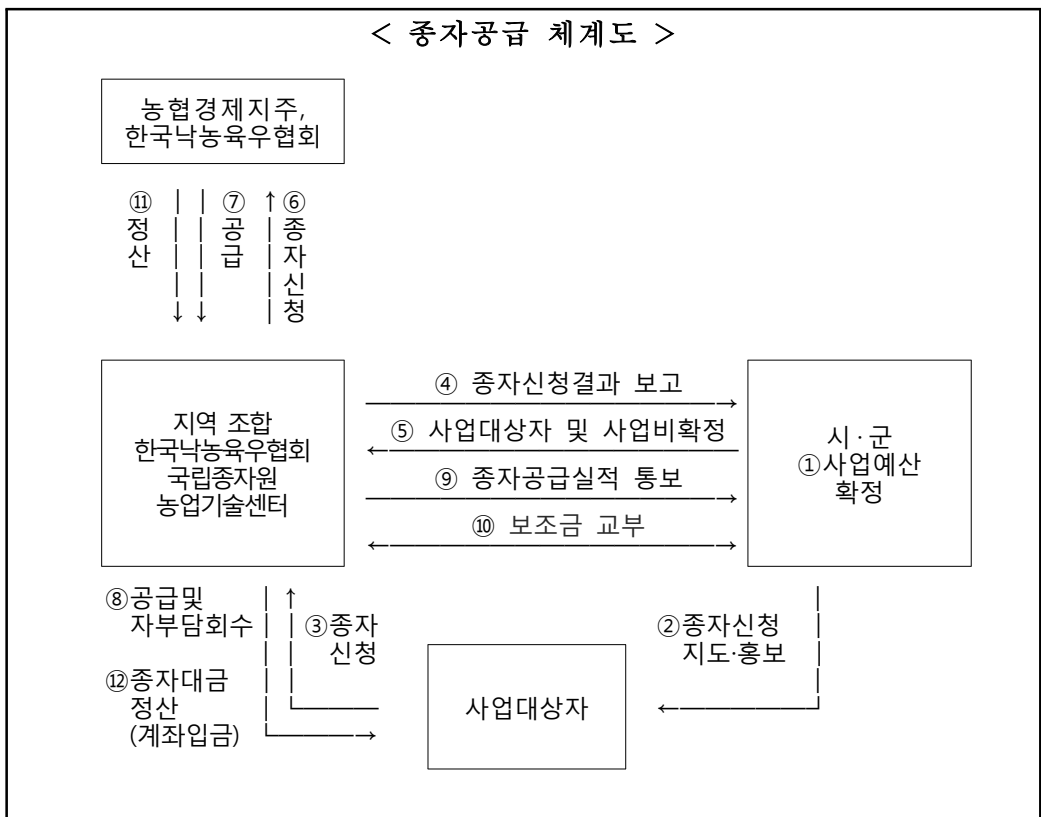 < 종자공급 체계도 >
농협경제지주,
한국낙농육우협회
⑪
정
산
⑦
공
급
⑥
종
자
신
청
지역 조합
한국낙농육우협회
국립종자원
농업기술센터
④ 종자신청결과 보고
⑤ 사업대상자 및 사업비확정
⑨ 종자공급실적 통보
⑩ 보조금 교부
시·군
①사업예산
확정
⑧공급및
자부담회수
③종자
신청
②종자신청
지도·홍보
⑫종자대금
정산
(계좌입금)
사업대상자